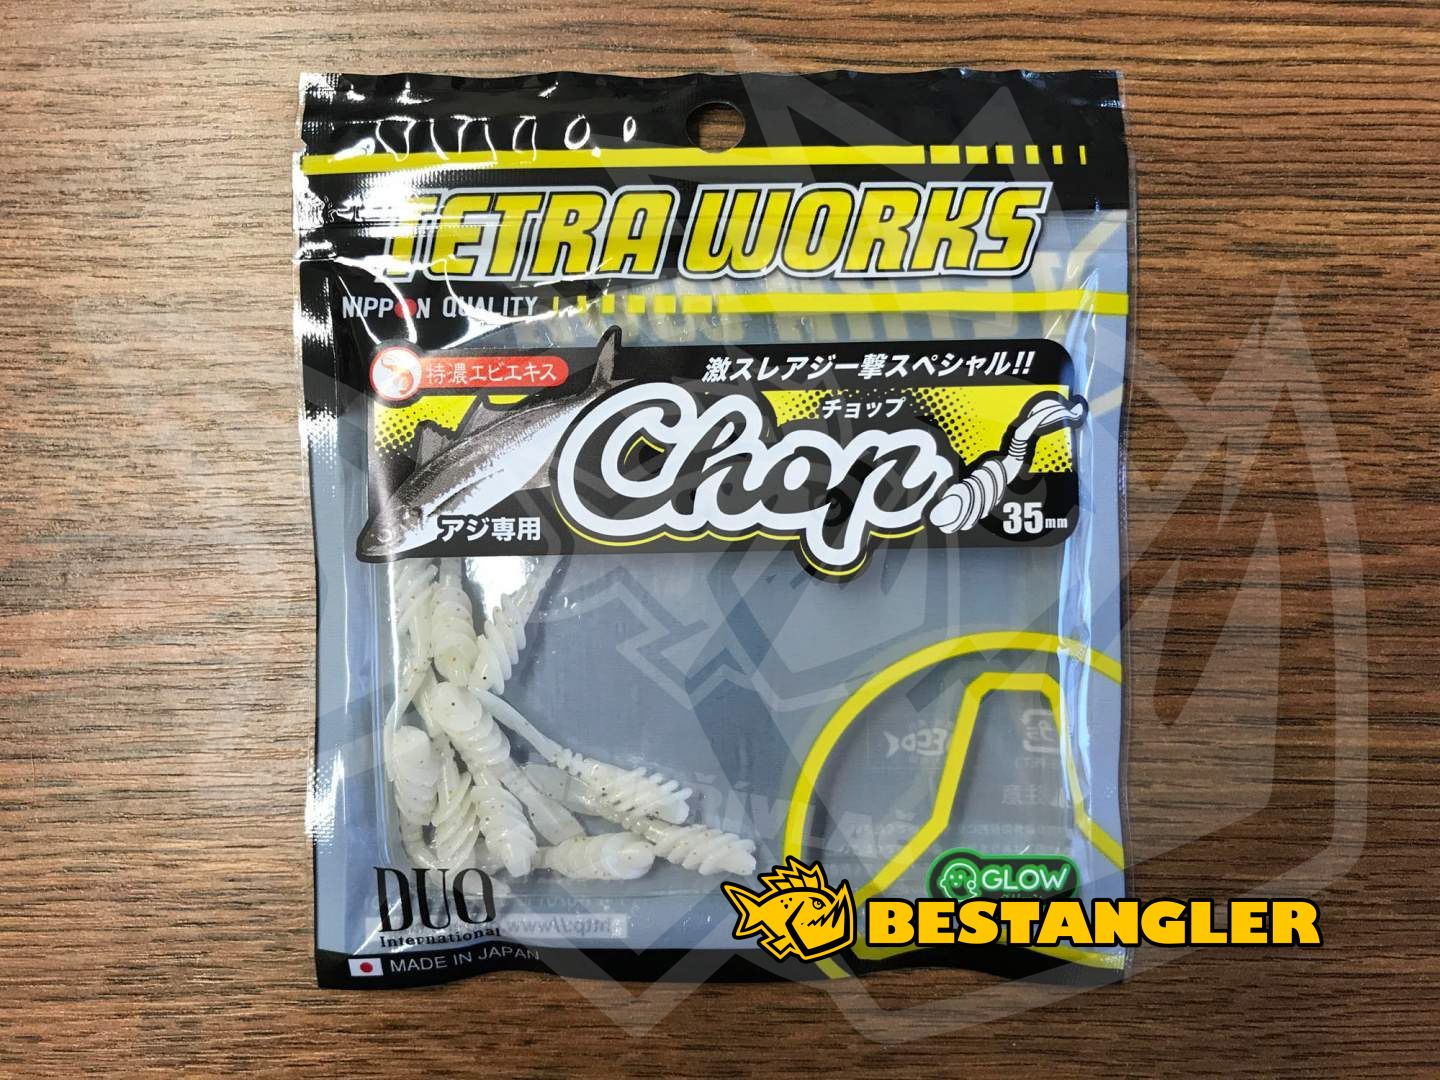 TETRA WORKS
NIPPON QUALITY
特濃エビエキス
激スレアジ一撃スペシャル!!
チョップ
Chop
アジ専用
35mm
GLOW
DUO
International
MADE IN JAPAN
BESTANGLER